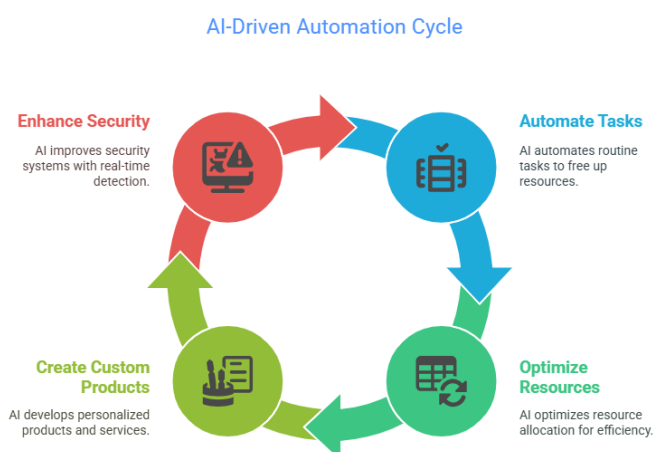 AI-Driven Automation Cycle
Enhance Security
AI improves security
systems with real-time
detection.
Automate Tasks
AI automates routine
tasks to free up
resources.
Create Custom
Products
AI develops personalized
products and services.
Optimize
Resources
AI optimizes resource
allocation for efficiency.